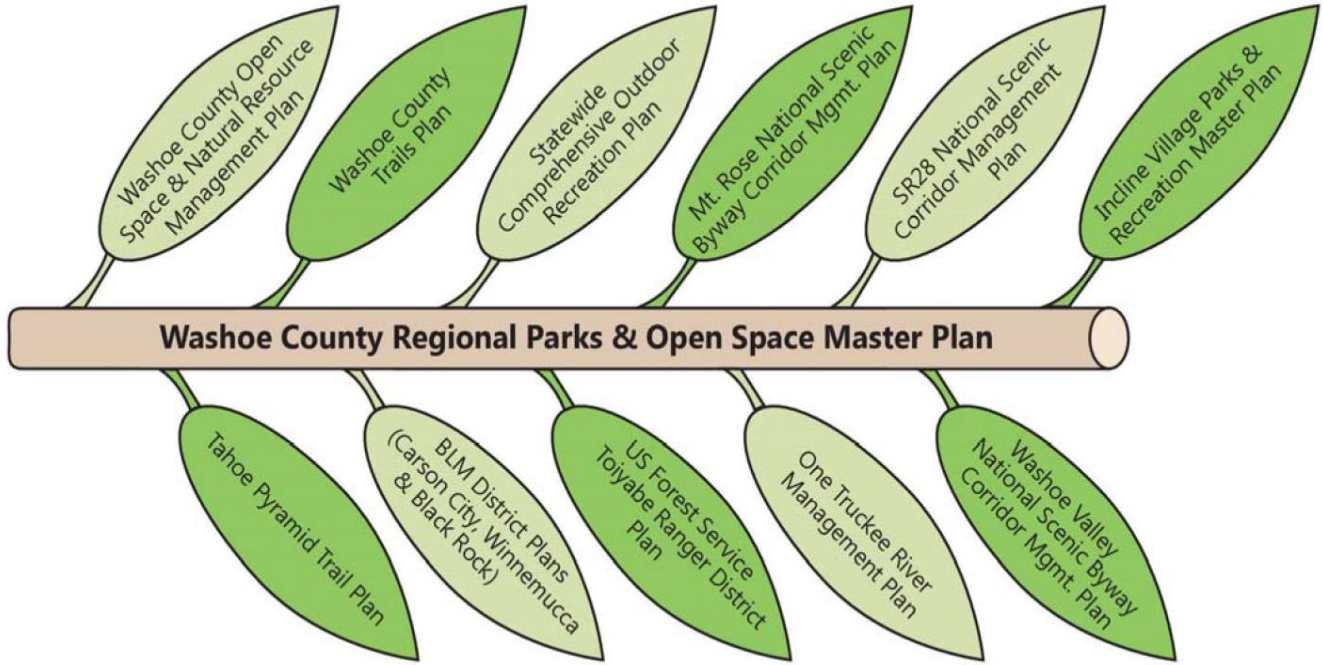 Washoe County Open
Space & Natural Resource
Management Plan
Washoe County
Trails Plan
Statewide
Comprehensive Outdoor
Recreation Plan
Mt. Rose National Scenic
Byway Corridor Mgmt. Plan
SR28 National Scenic
Corridor Management
Plan
Incline Village Parks &
Recreation Master Plan
Washoe County Regional Parks & Open Space Master Plan
Tahoe Pyramid Trail Plan
BLM District Plans
(Carson City, Winnemucca
& Black Rock)
US Forest Service
Toiyabe Ranger District
Plan
One Truckee River
Management Plan
Washoe Valley
National Scenic Byway
Corridor Mgmt. Plan